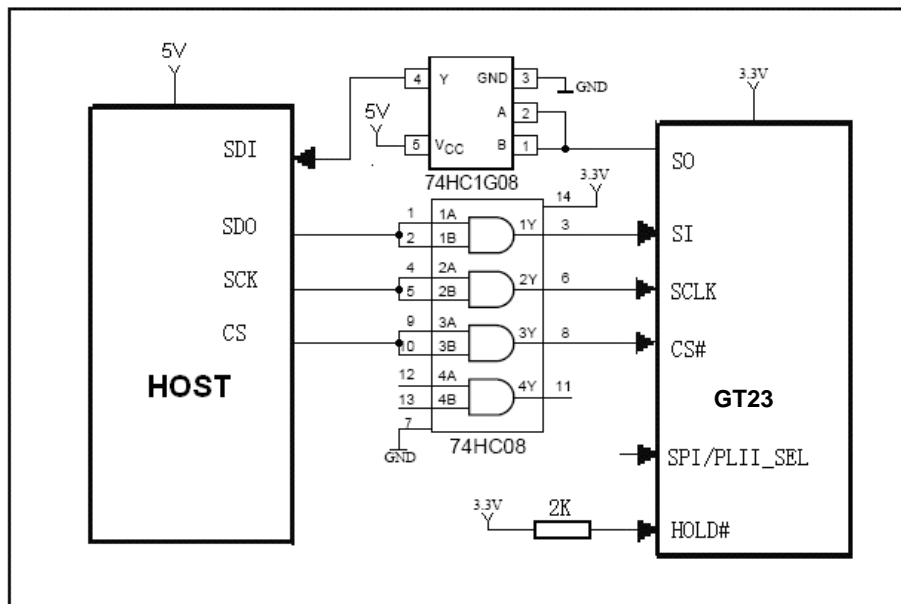 5V
SDI
SDO
SCK
CS
HOST
4 Y GND 3
GND
A 2
5V
5 VCC B 1
74HC1G08
3.3V
14
1 1A 1Y 3
2 1B
4 2A 2Y 6
5 2B
9 3A 3Y 8
10 3B
12 4A 4Y 11
13 4B
7
GND
74HC08
3.3V
SO
SI
SCLK
CS#
GT23
SPI/PLII_SEL
3.3V
2K
HOLD#